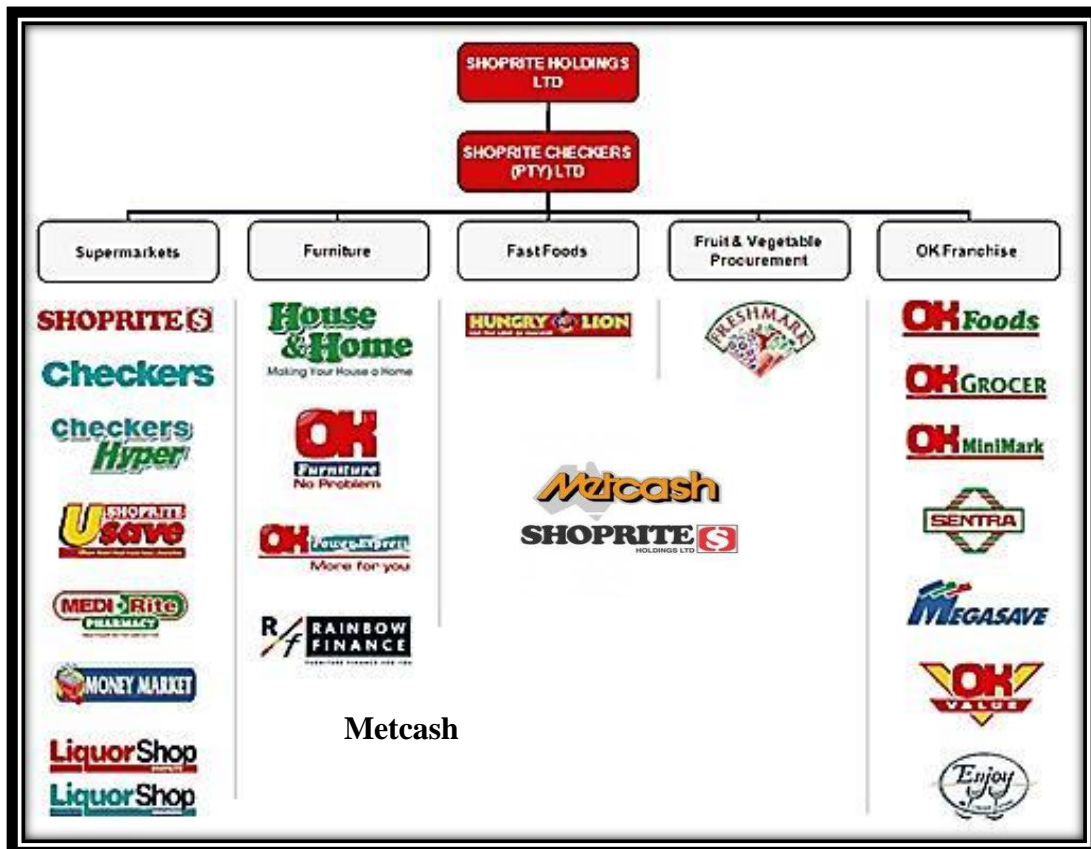 SHOPRITE HOLDINGS
LTD
SHOPRITE CHECKERS
(PTY) LTD
Supermarkets
Furniture
Fast Foods
Fruit & Vegetable
Procurement
OK Franchise
SHOPRITE
Checkers
Checkers
Hyper
SHOPRITE
Usave
MEDI Rite
PHARMACY
MONEY MARKET
LiquorShop
LiquorShop
House
&Home
Making Your House a Home
OK
Furniture
No Problem
OK PowerExpress
More for you
R/f RAINBOW
FINANCE
HUNGRY LION
FRESHMARK
Metcash
SHOPRITE
HOLDINGS LTD
Metcash
OK Foods
OK GROCER
OK MiniMark
SENTRA
MEGASAVE
OK
VALUE
Enjoy